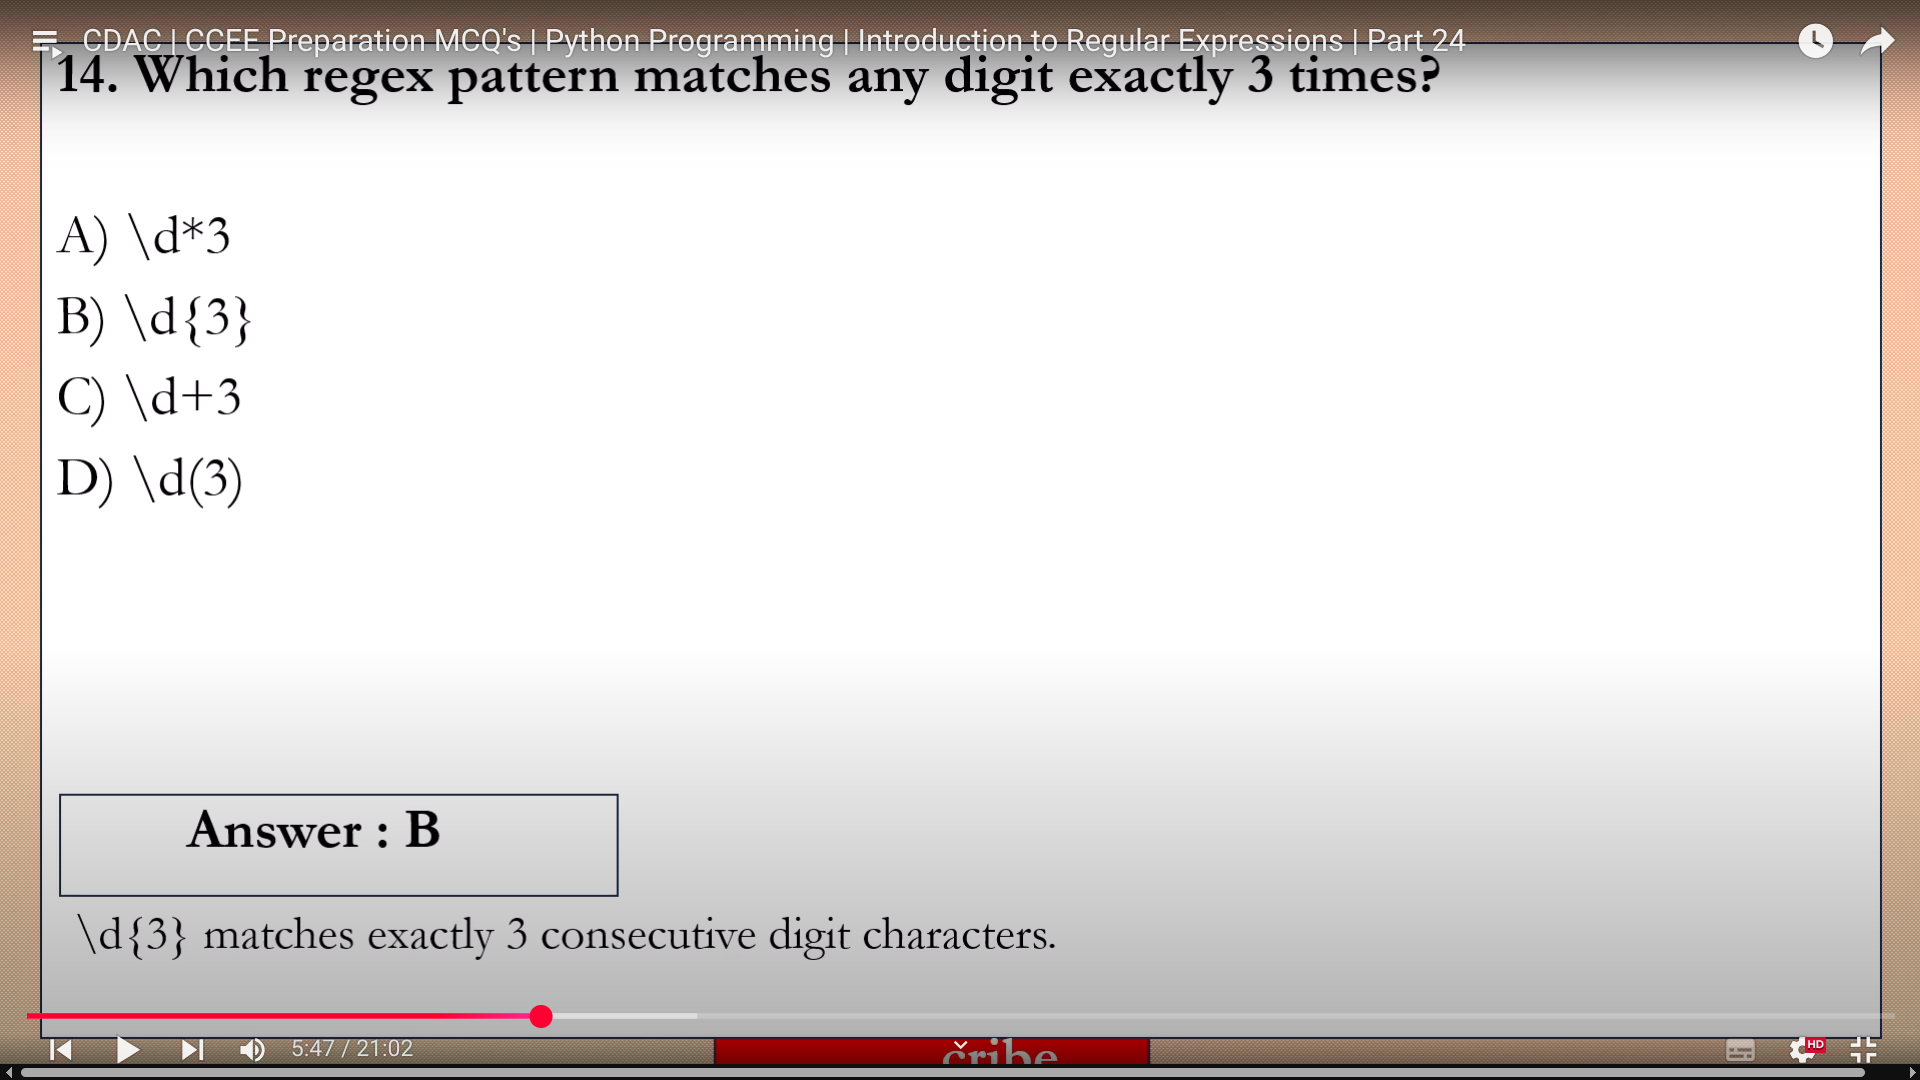 CDAC | CCEE Preparation MCQ's | Python Programming | Introduction to Regular Expressions | Part 24
14. Which regex pattern matches any digit exactly 3 times?
A) \d*3
B) \d{3}
C) \d+3
D) \d(3)
Answer : B
\d{3} matches exactly 3 consecutive digit characters.
5:47 / 21:02
cribe
HD